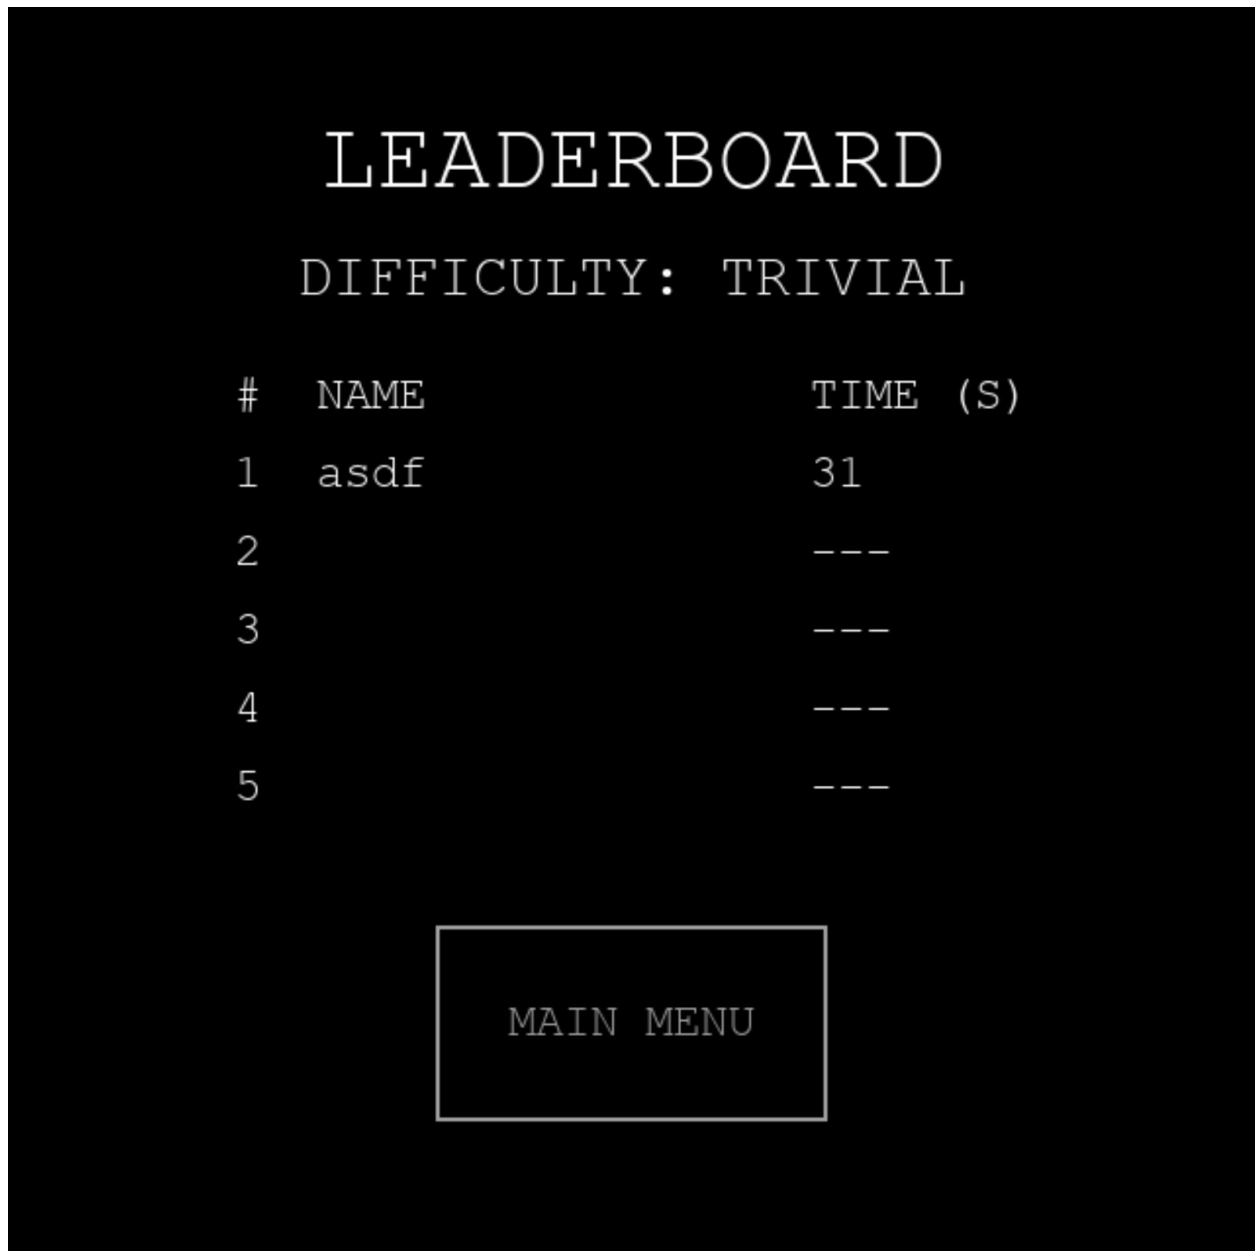 LEADERBOARD
DIFFICULTY: TRIVIAL
# NAME TIME (S)
1 asdf 31
2 ---
3 ---
4 ---
5 ---
MAIN MENU